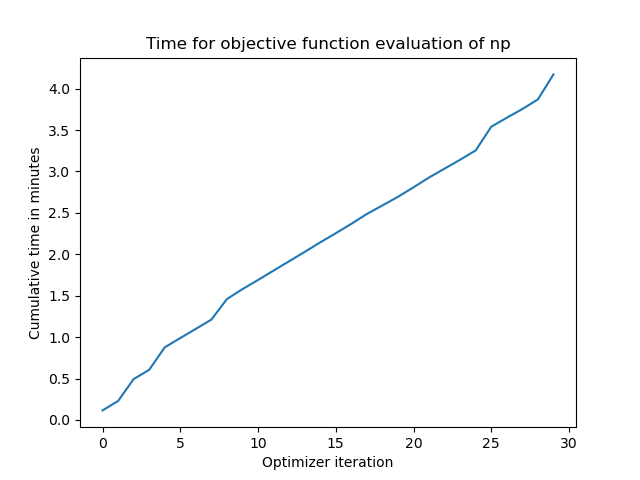 Time for objective function evaluation of np
Cumulative time in minutes
4.0
3.5
3.0
2.5
2.0
1.5
1.0
0.5
0.0
0 5 10 15 20 25 30
Optimizer iteration